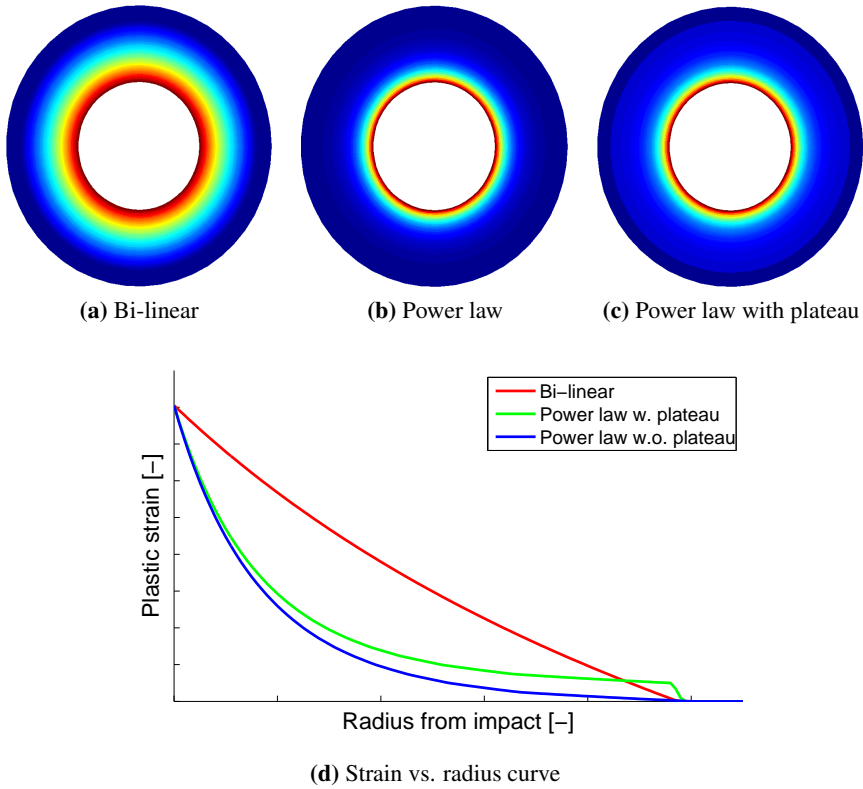 (a) Bi-linear
(b) Power law
(c) Power law with plateau
Bi-linear
Power law w. plateau
Power law w.o. plateau
Plastic strain [-]
Radius from impact [-]
(d) Strain vs. radius curve